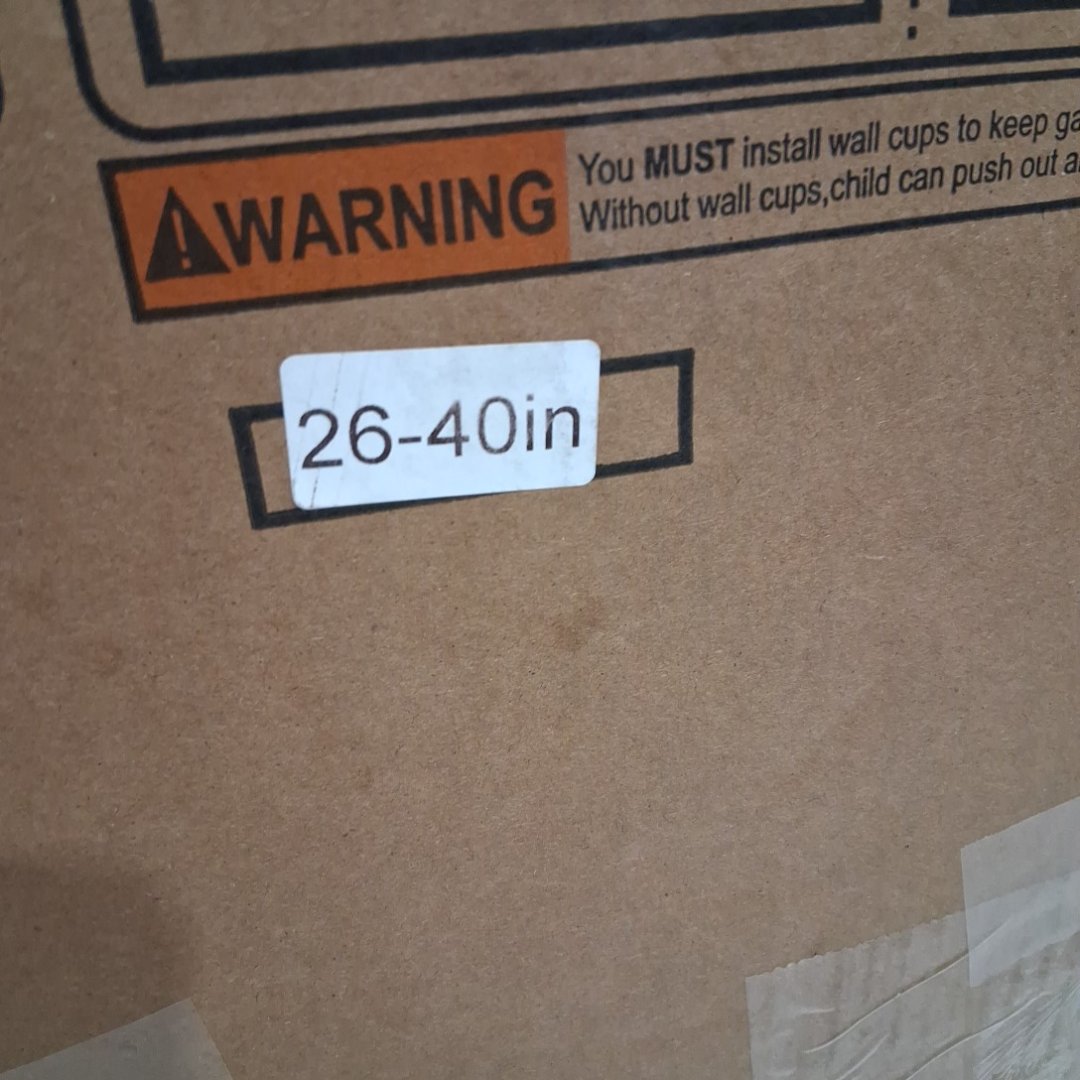 WARNING
You MUST install wall cups to keep
Without wall cups,child can push out
26-40in